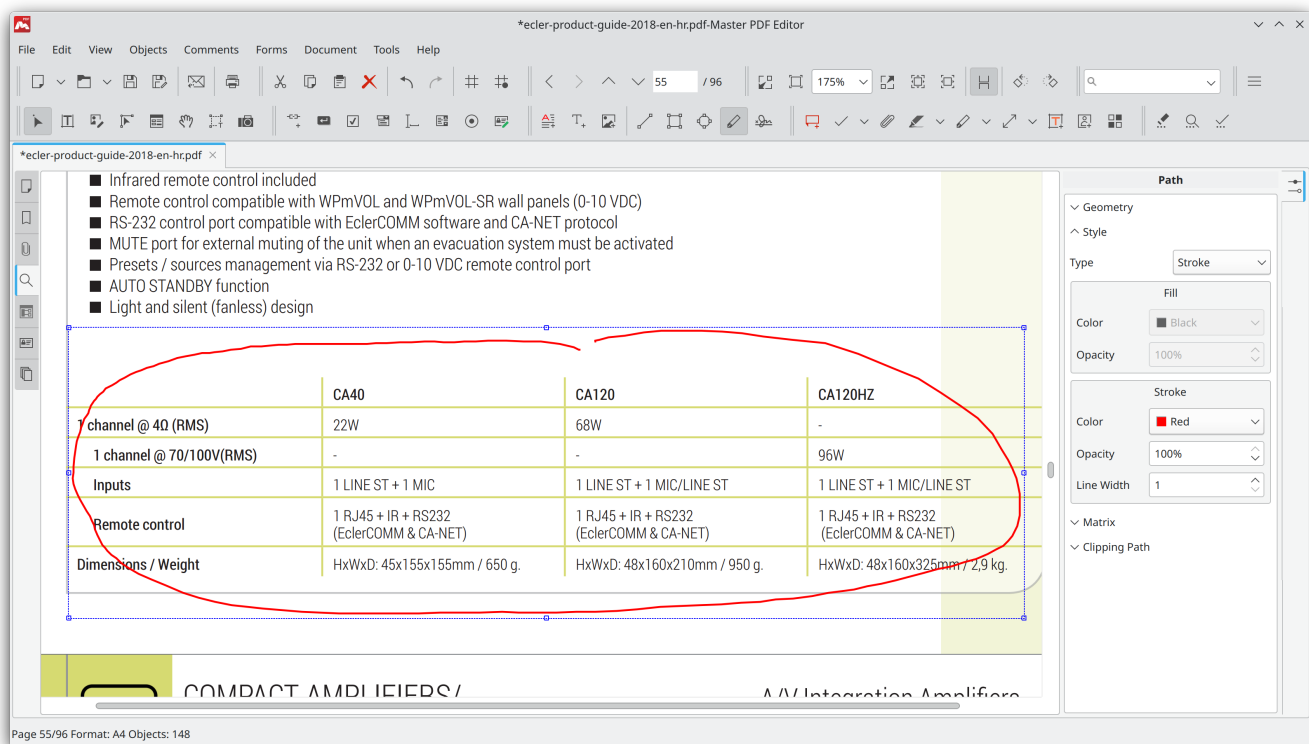 *ecler-product-guide-2018-en-hr.pdf-Master PDF Editor
File Edit View Objects Comments Forms Document Tools Help
55 / 96 175%
*ecler-product-guide-2018-en-hr.pdf
■ Infrared remote control included
■ Remote control compatible with WPmVOL and WPmVOL-SR wall panels (0-10 VDC)
■ RS-232 control port compatible with EclerCOMM software and CA-NET protocol
■ MUTE port for external muting of the unit when an evacuation system must be activated
■ Presets / sources management via RS-232 or 0-10 VDC remote control port
■ AUTO STANDBY function
■ Light and silent (fanless) design
CA40 CA120 CA120HZ
1 channel @ 4Ω (RMS) 22W 68W -
1 channel @ 70/100V(RMS) - - 96W
Inputs 1 LINE ST + 1 MIC 1 LINE ST + 1 MIC/LINE ST 1 LINE ST + 1 MIC/LINE ST
Remote control 1 RJ45 + IR + RS232 1 RJ45 + IR + RS232 1 RJ45 + IR + RS232
(EclerCOMM & CA-NET) (EclerCOMM & CA-NET) (EclerCOMM & CA-NET)
Dimensions / Weight HxWxD: 45x155x155mm / 650 g. HxWxD: 48x160x210mm / 950 g. HxWxD: 48x160x325mm / 2,9 kg.
COMPACT AMPLIFIERS/ A/V Integration Amplifiers
Path
Geometry
Style
Type Stroke
Fill
Color Black
Opacity 100%
Stroke
Color Red
Opacity 100%
Line Width 1
Matrix
Clipping Path
Page 55/96 Format: A4 Objects: 148